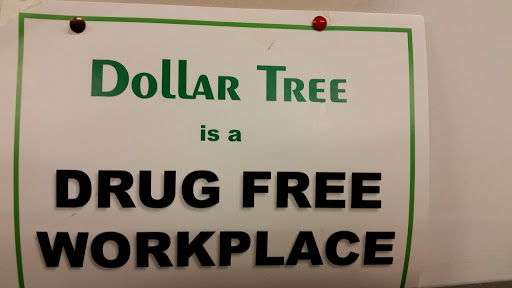 DOLLAR TREE
is a
DRUG FREE
WORKPLACE